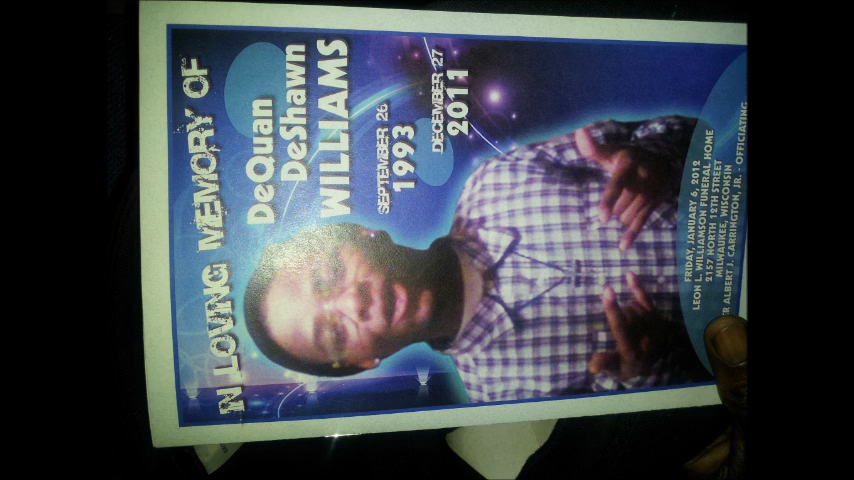 IN LOVING MEMORY OF
DeQuan
DeShawn
WILLIAMS
SEPTEMBER 26
1993
DECEMBER 27
2011
FRIDAY, JANUARY 6, 2012
LEON L. WILLIAMSON FUNERAL HOME
2157 NORTH 12TH STREET
MILWAUKEE, WISCONSIN
ER ALBERT J. CARRINGTON, JR. - OFFICIATING